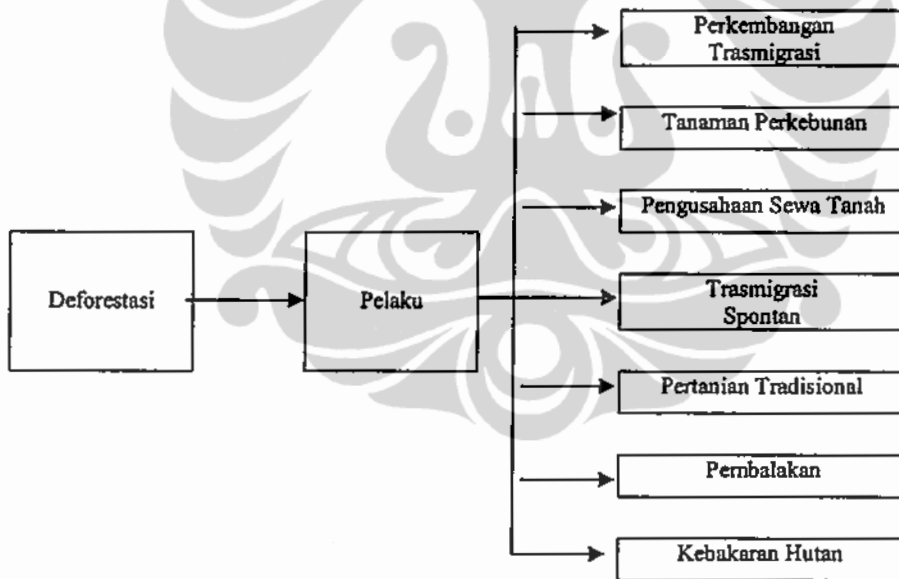 Perkembangan
Trasmigrasi
Tanaman Perkebunan
Pengusahaan Sewa Tanah
Deforestasi
Pelaku
Trasmigrasi
Spontan
Pertanian Tradisional
Pembalakan
Kebakaran Hutan